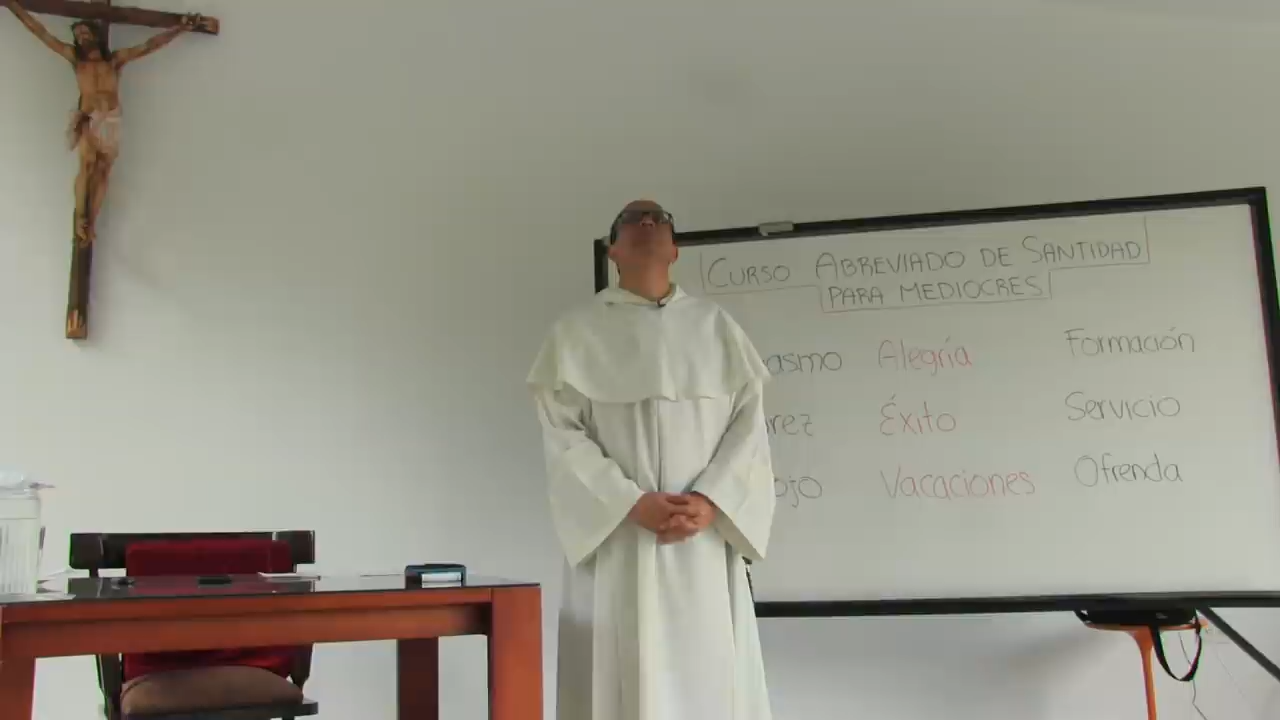 CURSO ABREVIADO DE SANTIDAD
PARA MEDIOCRES
Alegría Formación
Éxito Servicio
Vacaciones Ofrenda